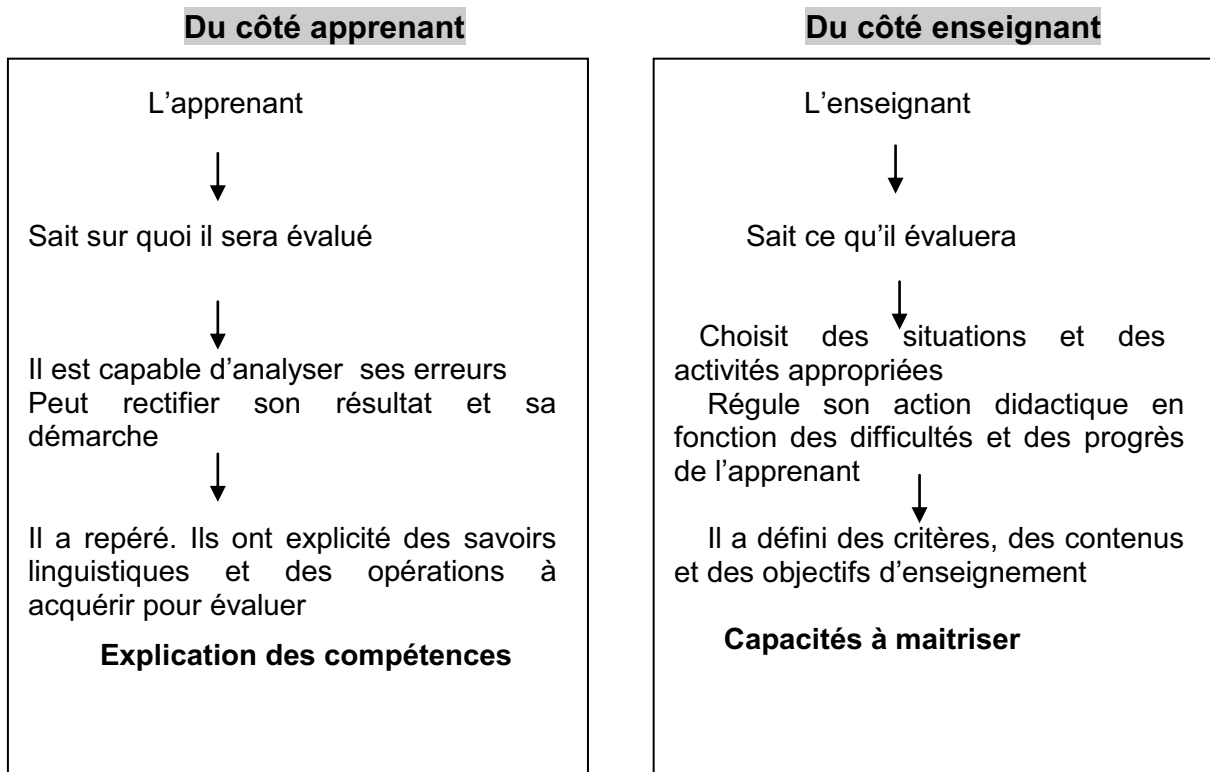 Du côté apprenant
L’apprenant
Sait sur quoi il sera évalué
Il est capable d’analyser ses erreurs
Peut rectifier son résultat et sa
démarche
Il a repéré. Ils ont explicité des savoirs
linguistiques et des opérations à
acquérir pour évaluer
Explication des compétences
Du côté enseignant
L’enseignant
Sait ce qu’il évaluera
Choisit des situations et des
activités appropriées
Régule son action didactique en
fonction des difficultés et des progrès
de l’apprenant
Il a défini des critères, des contenus
et des objectifs d’enseignement
Capacités à maitriser